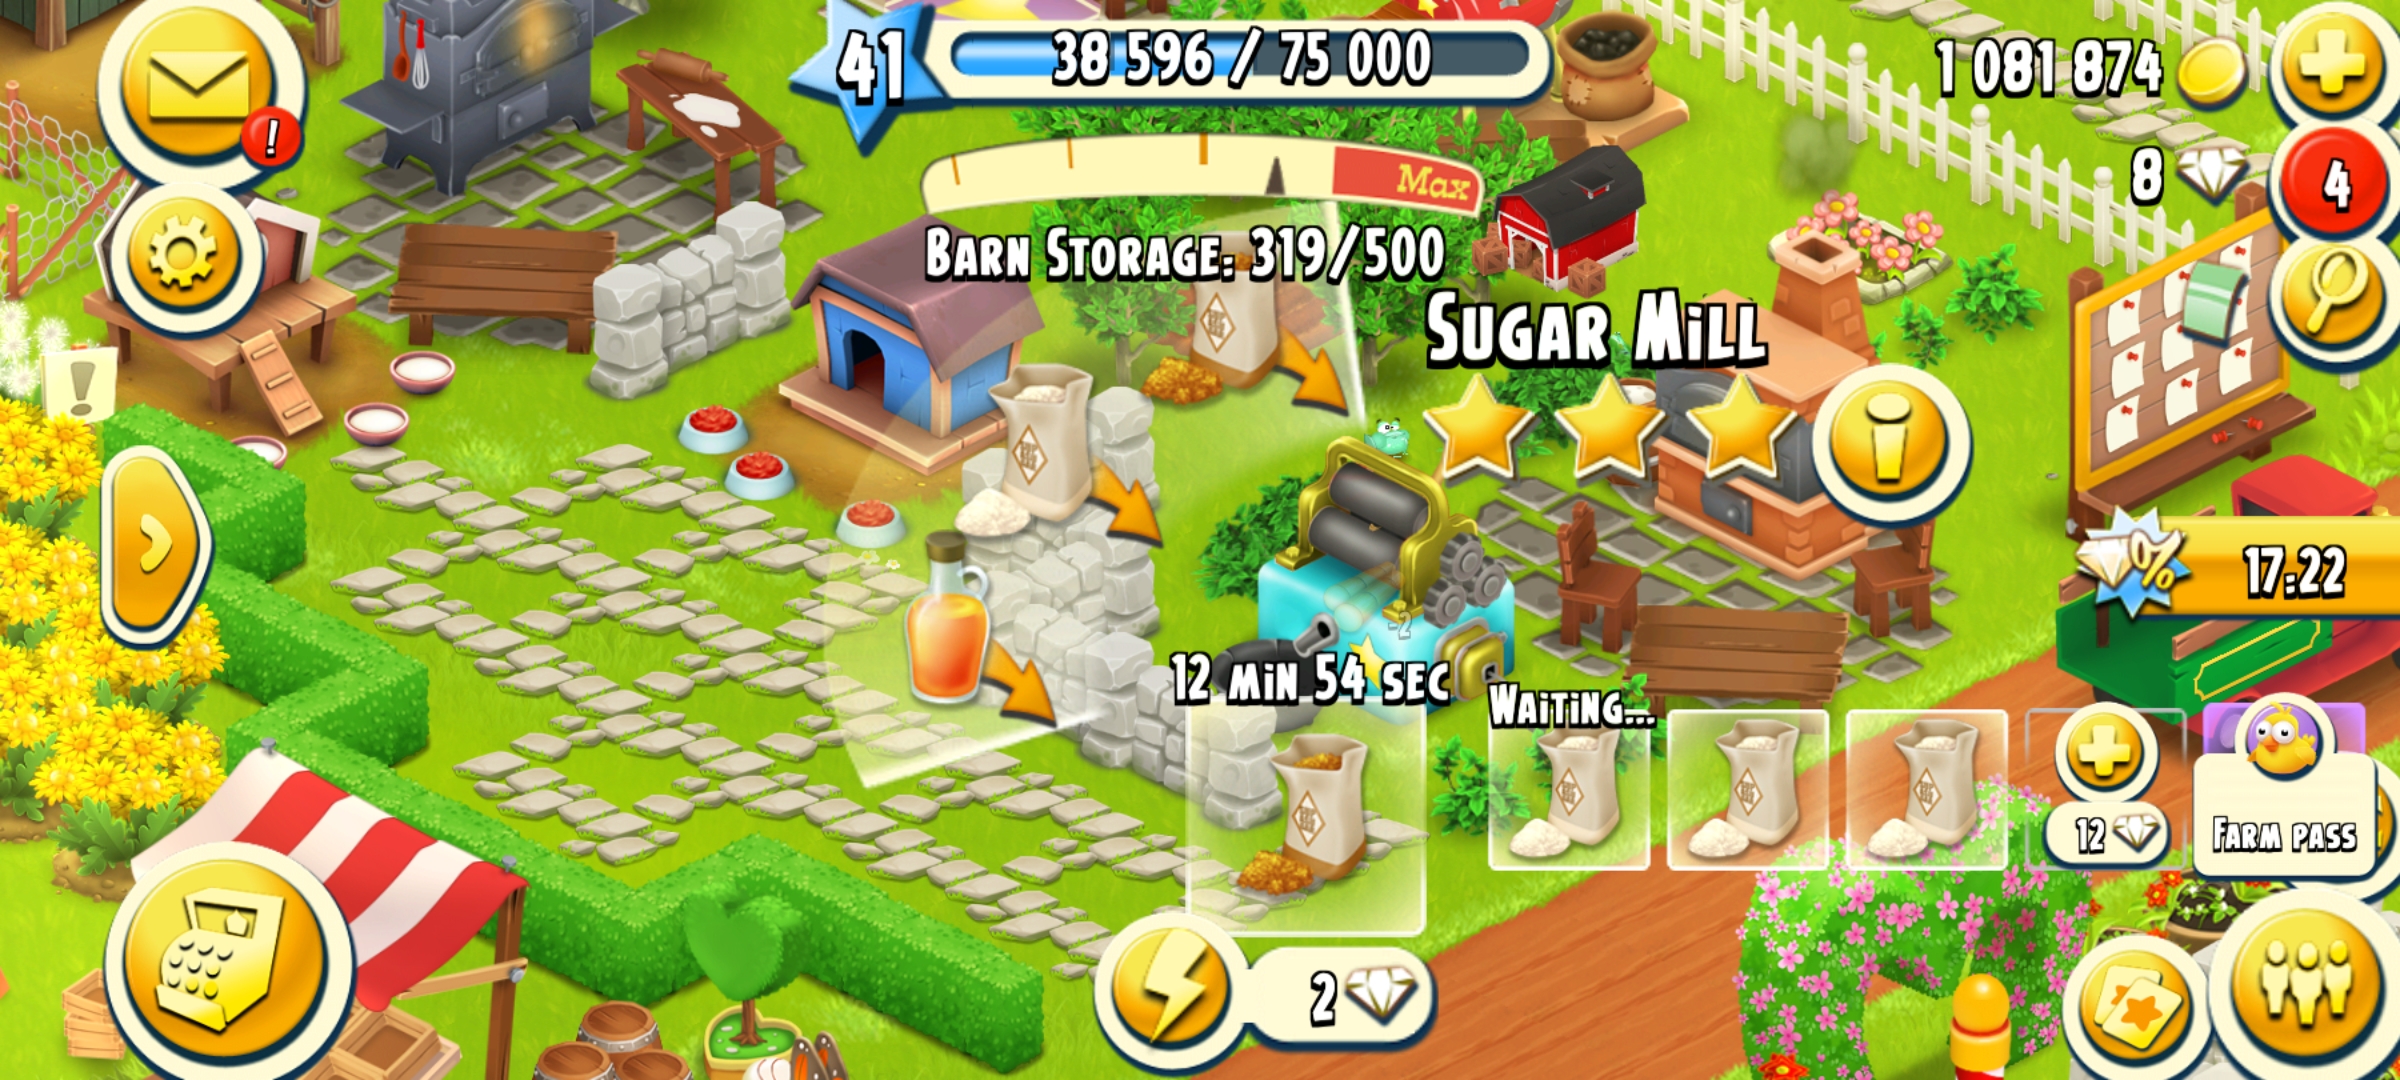 41
38 596 / 75 000
1 081 874
Max
8
4
Barn Storage: 319/500
Sugar Mill
%
17:22
-2
12 min 54 sec
Waiting...
12
Farm pass
2